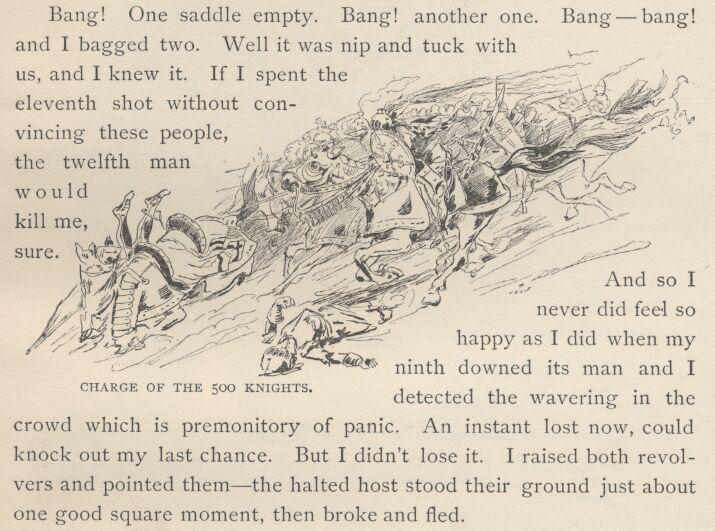 Bang! One saddle empty. Bang! another one. Bang—bang!
and I bagged two. Well it was nip and tuck with
us, and I knew it. If I spent the
eleventh shot without con-
vincing these people,
the twelfth man
would
kill me,
sure.
And so I
never did feel so
happy as I did when my
ninth downed its man and I
detected the wavering in the
CHARGE OF THE 500 KNIGHTS.
crowd which is premonitory of panic. An instant lost now, could
knock out my last chance. But I didn't lose it. I raised both revol-
vers and pointed them—the halted host stood their ground just about
one good square moment, then broke and fled.